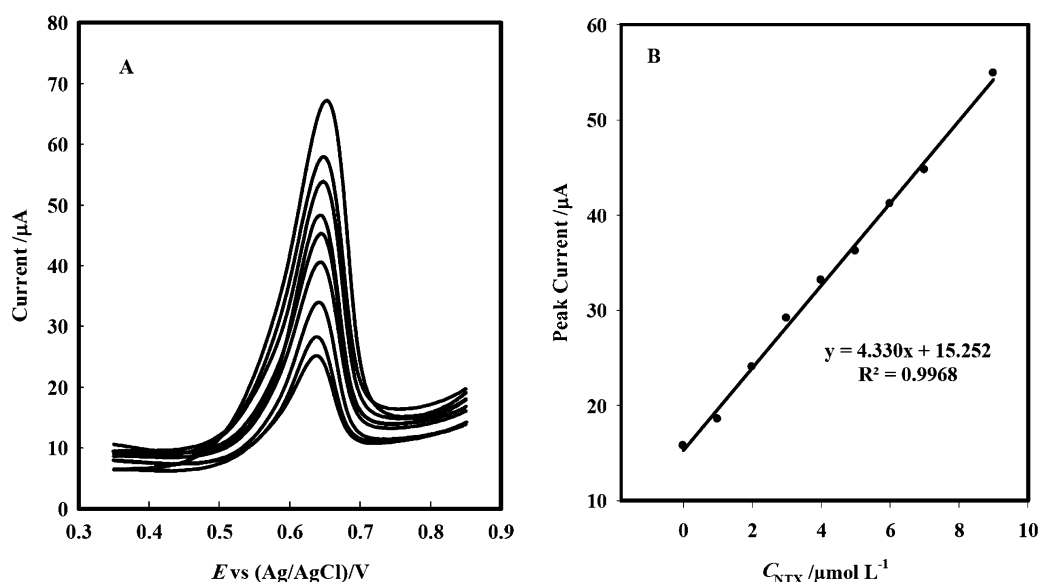 A
80
70
60
50
40
30
20
10
0
Current /µA
0.3 0.4 0.5 0.6 0.7 0.8 0.9
E vs (Ag/AgCl)/V
B
60
50
40
30
20
10
Peak Current /µA
y = 4.330x + 15.252
R² = 0.9968
0 2 4 6 8 10
C_NTX /µmol L⁻¹